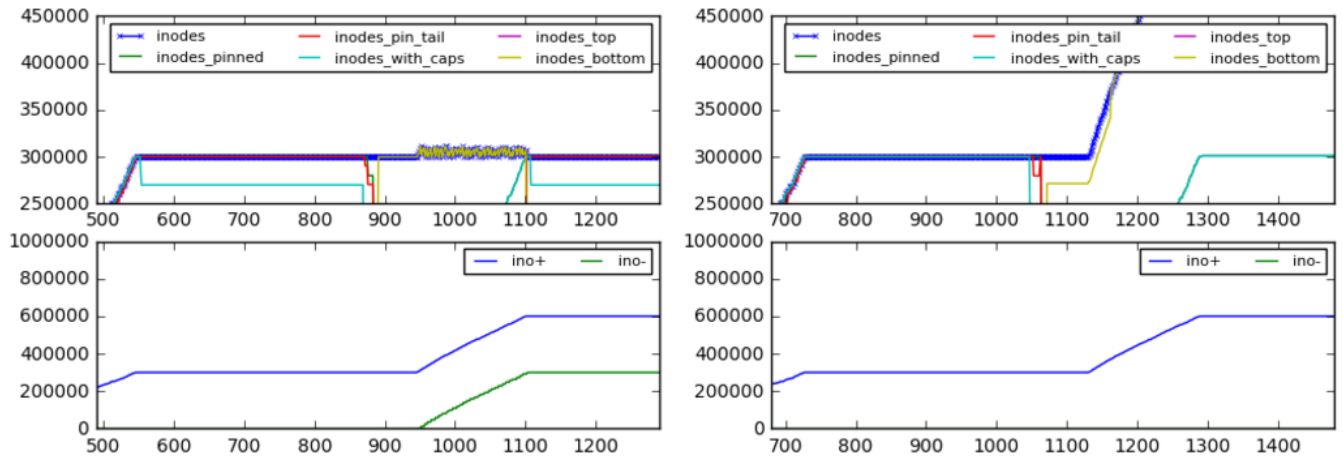 450000
400000
350000
300000
250000
inodes inodes_pin_tail inodes_top
inodes_pinned inodes_with_caps inodes_bottom
500 600 700 800 900 1000 1100 1200
450000
400000
350000
300000
250000
inodes inodes_pin_tail inodes_top
inodes_pinned inodes_with_caps inodes_bottom
700 800 900 1000 1100 1200 1300 1400
1000000
800000
600000
400000
200000
0
ino+ ino-
500 600 700 800 900 1000 1100 1200
1000000
800000
600000
400000
200000
0
ino+ ino-
700 800 900 1000 1100 1200 1300 1400